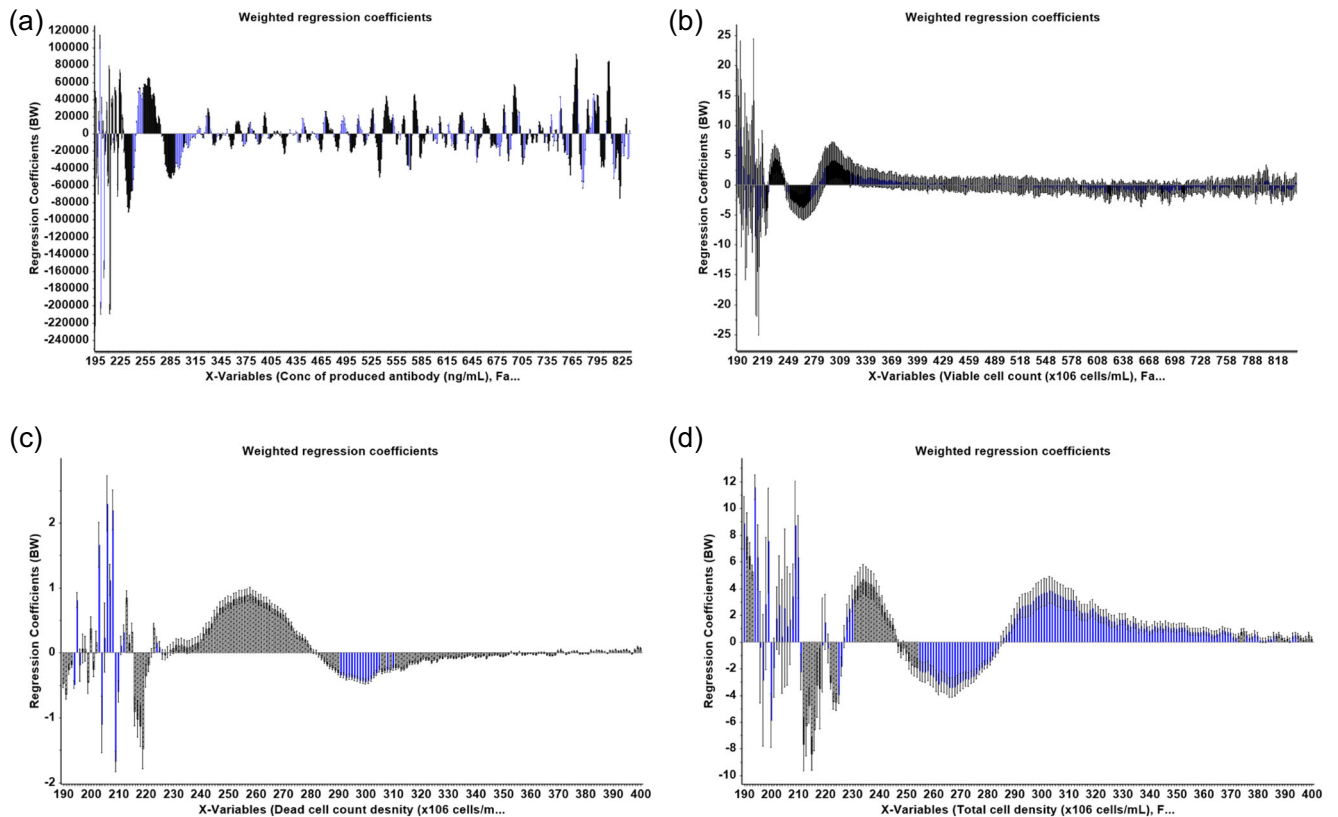 (a)
Weighted regression coefficients
Regression Coefficients (BW)
120000
100000
80000
60000
40000
20000
0
-20000
-40000
-60000
-80000
-100000
-120000
-140000
-160000
-180000
-200000
-220000
-240000
195 225 255 285 315 345 375 405 435 465 495 525 555 585 615 645 675 705 735 765 795 825
X-Variables (Conc of produced antibody (ng/mL), Fa...
(b)
Weighted regression coefficients
Regression Coefficients (BW)
25
20
15
10
5
0
-5
-10
-15
-20
-25
190 219 249 279 309 339 369 399 429 459 489 518 548 578 608 638 668 698 728 758 788 818
X-Variables (Viable cell count (x106 cells/mL), Fa...
(c)
Weighted regression coefficients
Regression Coefficients (BW)
2
1
0
-1
-2
190 200 210 220 230 240 250 260 270 280 290 300 310 320 330 340 350 360 370 380 390 400
X-Variables (Dead cell count desnity (x106 cells/m...
(d)
Weighted regression coefficients
Regression Coefficients (BW)
12
10
8
6
4
2
0
-2
-4
-6
-8
-10
190 200 210 220 230 240 250 260 270 280 290 300 310 320 330 340 350 360 370 380 390 400
X-Variables (Total cell density (x106 cells/mL), F...